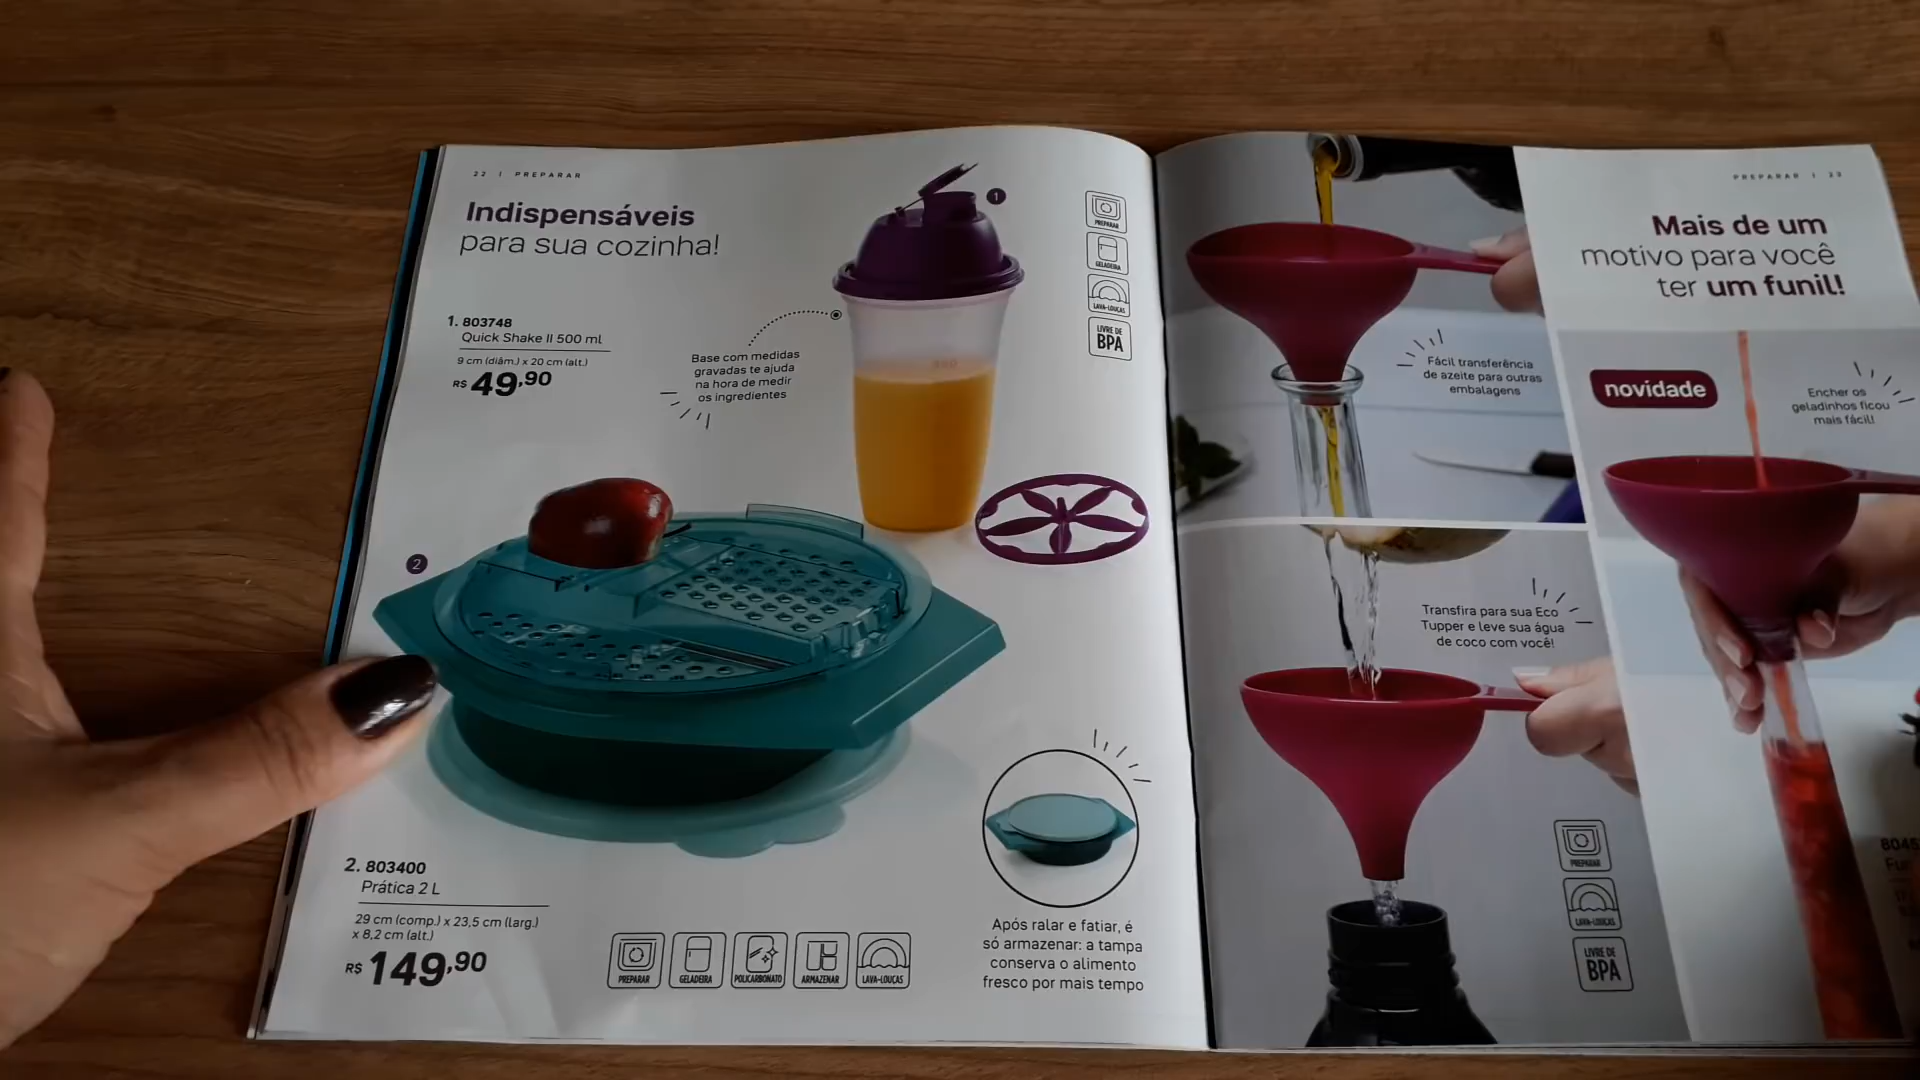 22 | PREPARAR
Indispensáveis
para sua cozinha!
1. 803748
Quick Shake II 500 ml
9 cm (diâm.) x 20 cm (alt.)
R$ 49,90
Base com medidas
gravadas te ajuda
na hora de medir
os ingredientes
1
PREPARAR
GELADEIRA
LAVA-LOUÇAS
LIVRE DE
BPA
2
2. 803400
Prática 2 L
29 cm (comp.) x 23,5 cm (larg.)
x 8,2 cm (alt.)
R$ 149,90
PREPARAR
GELADEIRA
POLICARBONATO
ARMAZENAR
LAVA-LOUÇAS
Após ralar e fatiar, é
só armazenar: a tampa
conserva o alimento
fresco por mais tempo
PREPARAR | 23
Mais de um
motivo para você
ter um funil!
Fácil transferência
de azeite para outras
embalagens
novidade
Encher os
geladinhos ficou
mais fácil!
Transfira para sua Eco
Tupper e leve sua água
de coco com você!
PREPARAR
LAVA-LOUÇAS
LIVRE DE
BPA